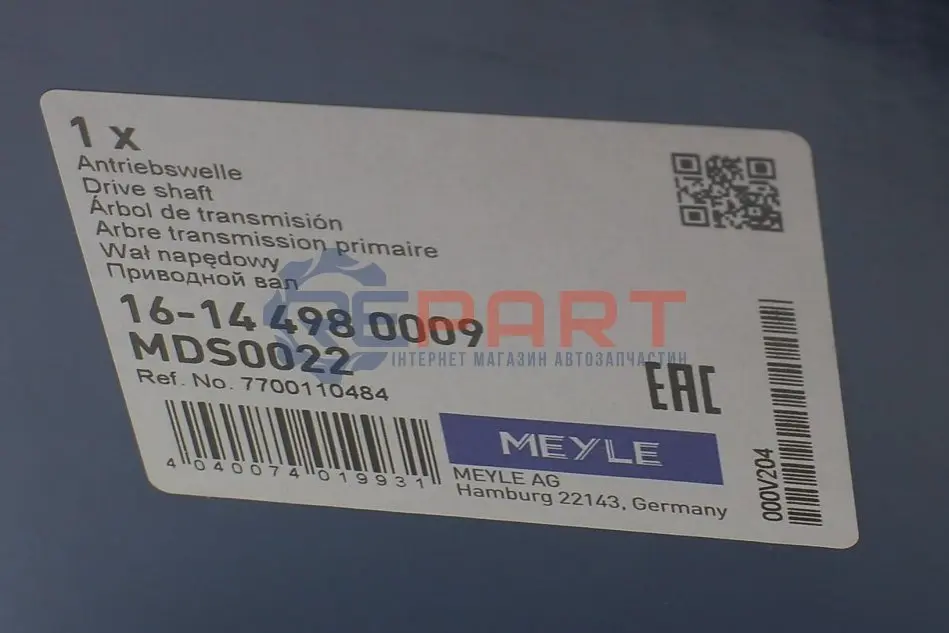 1 x
Antriebswelle
Drive shaft
Árbol de transmisión
Arbre transmission primaire
Wał napędowy
Приводной вал
16-14 498 0009
MDS0022
Ref. No. 7700110484
4 040074 019931
EAC
MEYLE
MEYLE AG
Hamburg 22143, Germany
000V204
PART
ІНТЕРНЕТ МАГАЗИН АВТОЗАПЧАСТИН